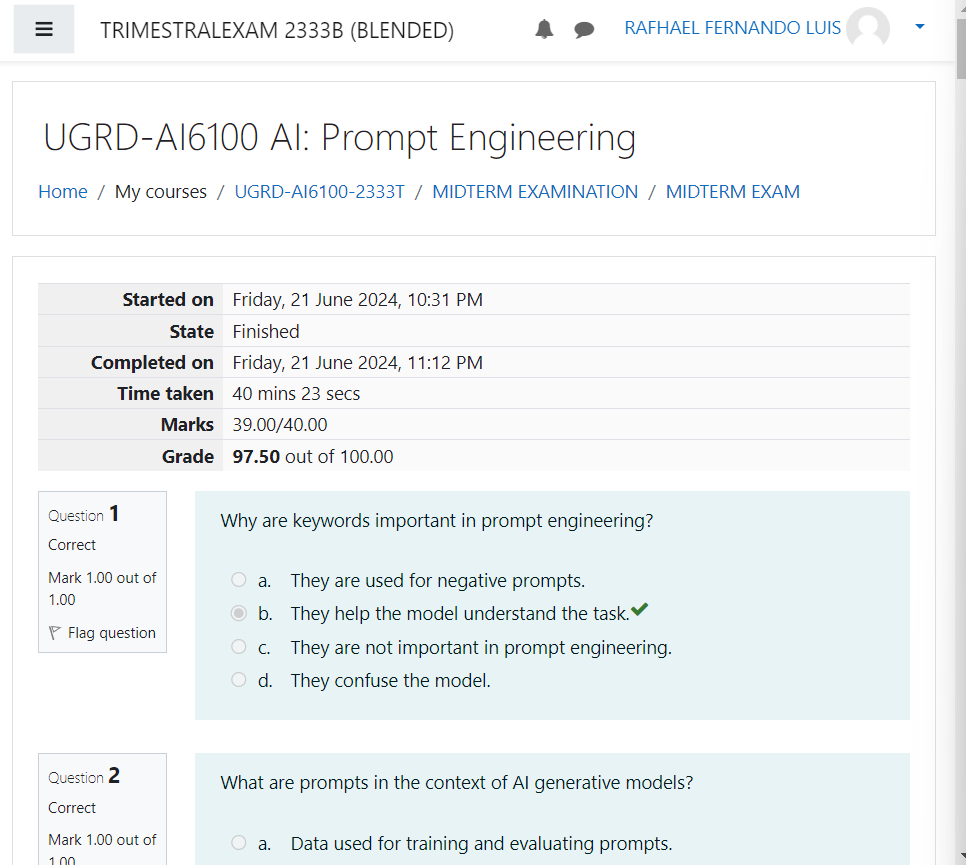 TRIMESTRALEXAM 2333B (BLENDED)
RAFHAEL FERNANDO LUIS
UGRD-AI6100 AI: Prompt Engineering
Home / My courses / UGRD-AI6100-2333T / MIDTERM EXAMINATION / MIDTERM EXAM
Started on Friday, 21 June 2024, 10:31 PM
State Finished
Completed on Friday, 21 June 2024, 11:12 PM
Time taken 40 mins 23 secs
Marks 39.00/40.00
Grade 97.50 out of 100.00
Question 1
Correct
Mark 1.00 out of
1.00
Flag question
Why are keywords important in prompt engineering?
a. They are used for negative prompts.
b. They help the model understand the task.
c. They are not important in prompt engineering.
d. They confuse the model.
Question 2
Correct
Mark 1.00 out of
1.00
What are prompts in the context of AI generative models?
a. Data used for training and evaluating prompts.